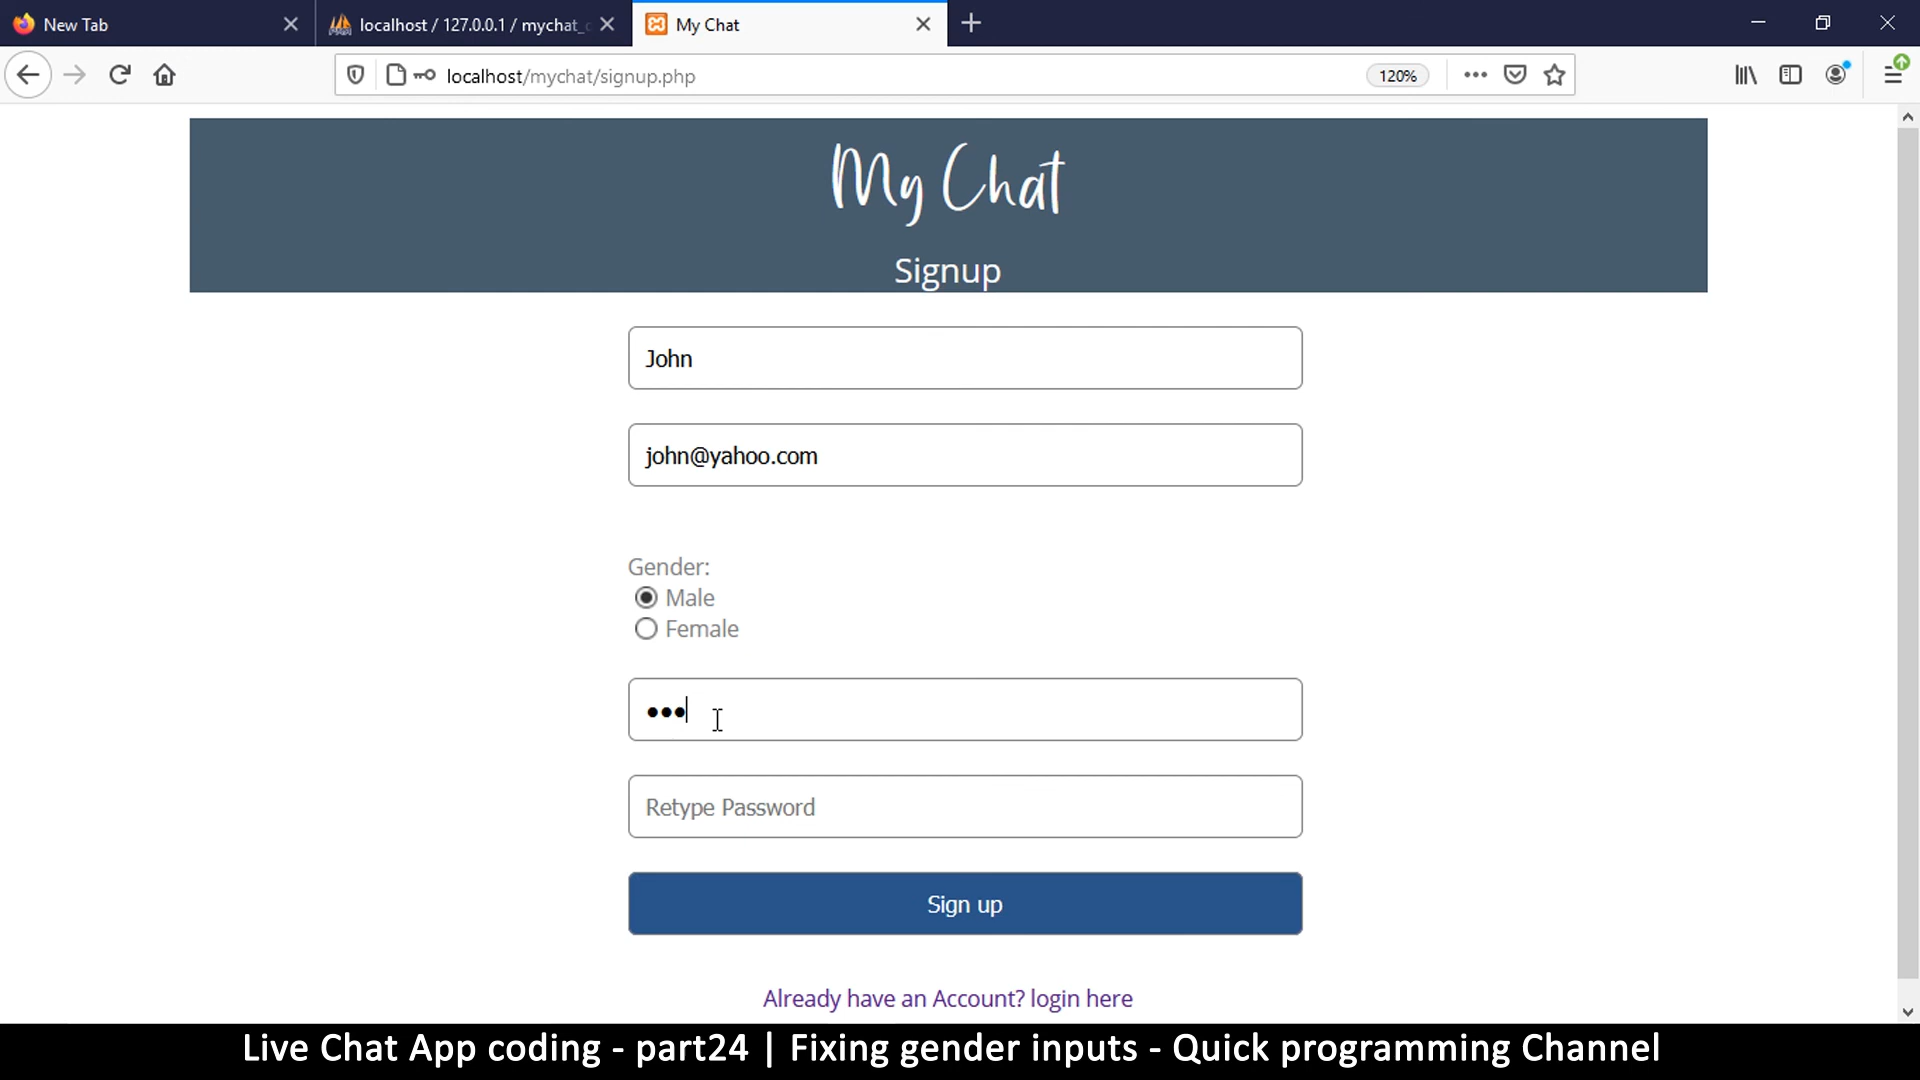 New Tab
localhost / 127.0.0.1 / mychat_
My Chat
localhost/mychat/signup.php
120%
My Chat
Signup
John
john@yahoo.com
Gender:
Male
Female
Retype Password
Sign up
Already have an Account? login here
Live Chat App coding - part24 | Fixing gender inputs - Quick programming Channel